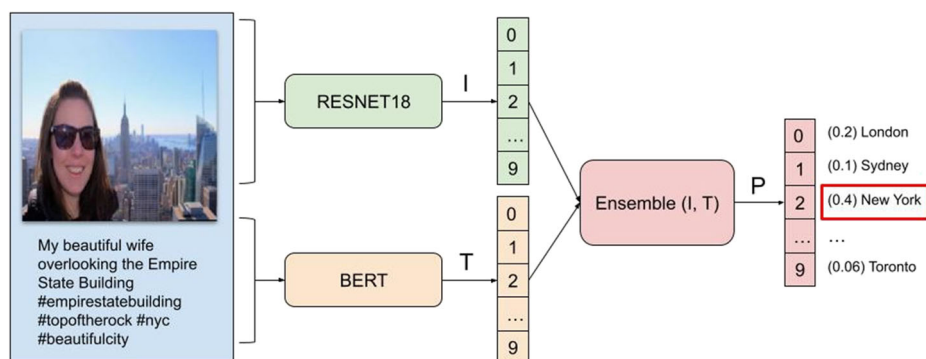 My beautiful wife
overlooking the Empire
State Building
#empirestatebuilding
#topoftherock #nyc
#beautifulcity
RESNET18
I
0
1
2
...
9
BERT
T
0
1
2
...
9
Ensemble (I, T)
P
0
1
2
...
9
(0.2) London
(0.1) Sydney
(0.4) New York
...
(0.06) Toronto